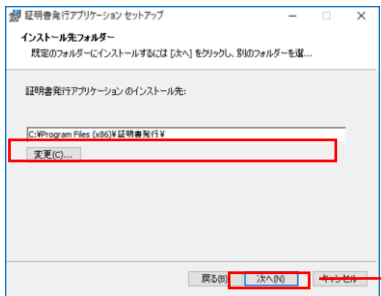 証明書発行アプリケーション セットアップ
インストール先フォルダー
既定のフォルダーにインストールするには [次へ] をクリックし、別のフォルダーを選...
証明書発行アプリケーション のインストール先:
C:¥Program Files (x86)¥証明書発行¥
変更(C)...
戻る(B) 次へ(N) キャンセル